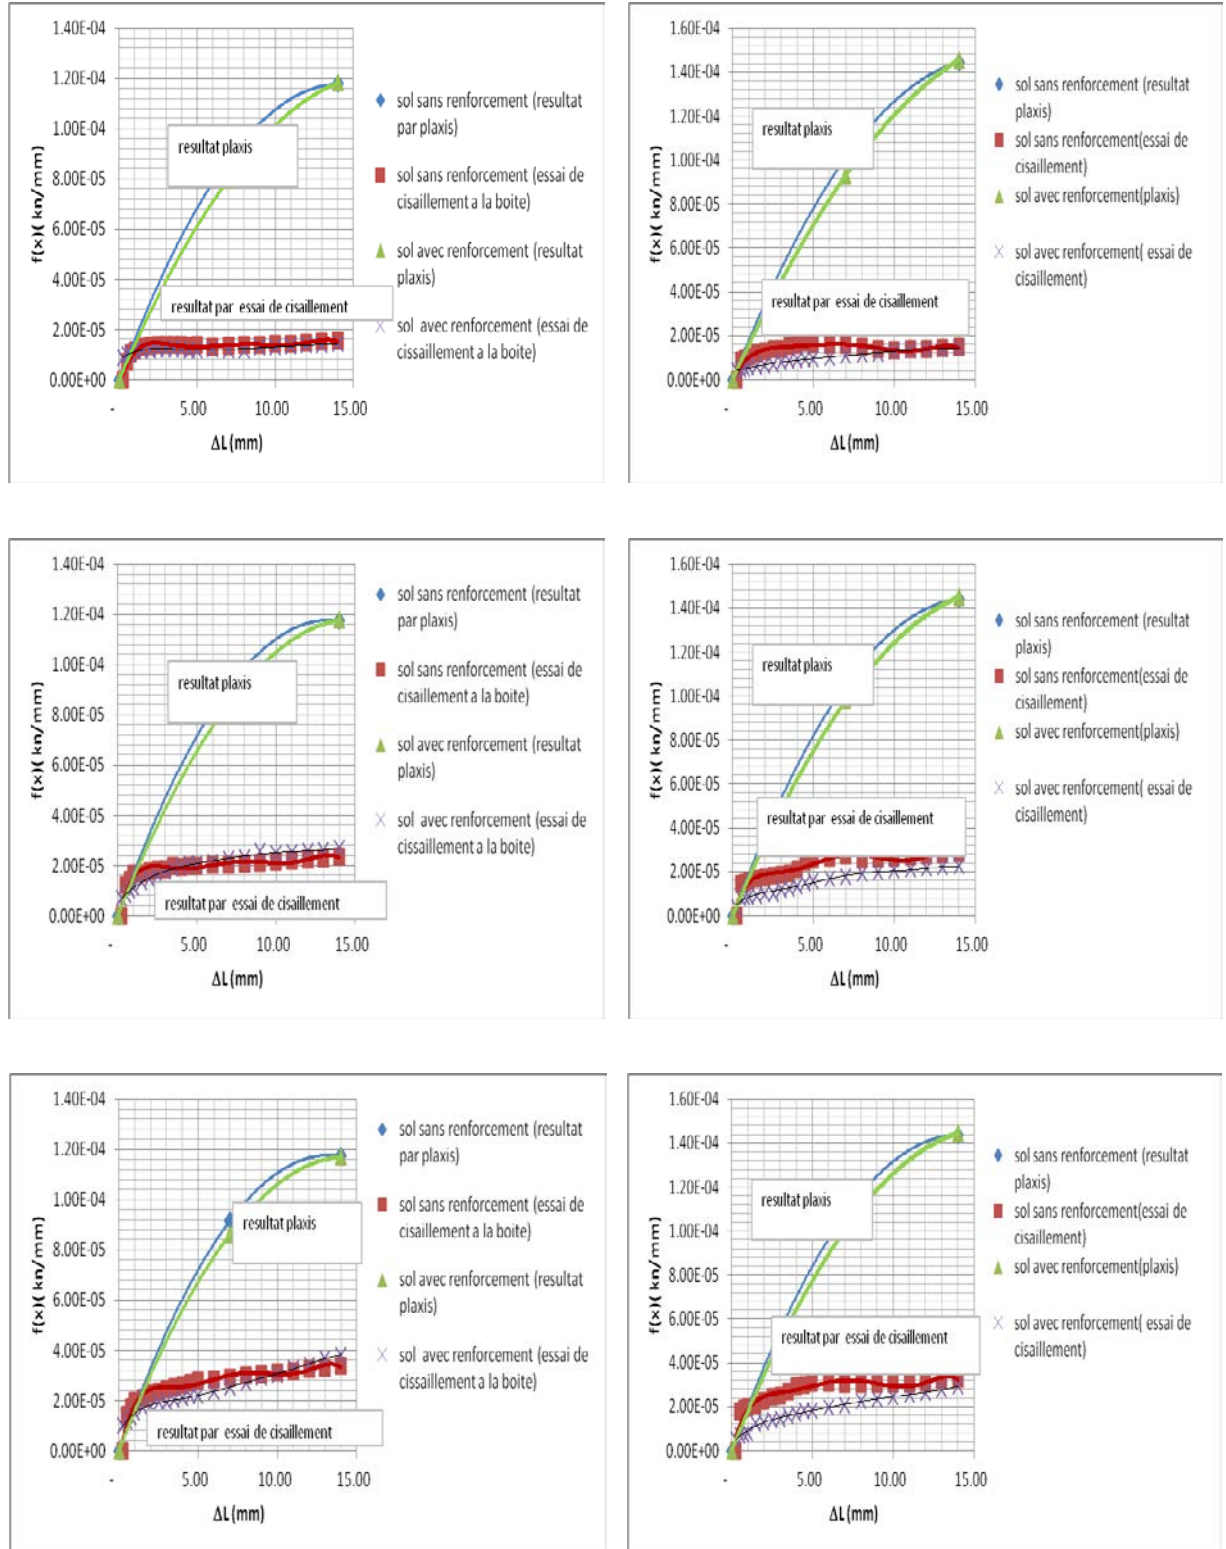 1.40E-04
1.20E-04
1.00E-04
8.00E-05
6.00E-05
4.00E-05
2.00E-05
0.00E+00
f(x)( kn/mm)
resultat plaxis
resultat par essai de cisaillement
- 5.00 10.00 15.00
ΔL (mm)
sol sans renforcement (resultat
par plaxis)
sol sans renforcement (essai de
cisaillement a la boite)
sol avec renforcement (resultat
plaxis)
sol avec renforcement (essai de
cissaillement a la boite)
1.60E-04
1.40E-04
1.20E-04
1.00E-04
8.00E-05
6.00E-05
4.00E-05
2.00E-05
0.00E+00
f(x)( kn/mm)
resultat plaxis
resultat par essai de cisaillement
- 5.00 10.00 15.00
ΔL (mm)
sol sans renforcement (resultat
plaxis)
sol sans renforcement(essai de
cisaillement)
sol avec renforcement(plaxis)
sol avec renforcement( essai de
cisaillement)
1.40E-04
1.20E-04
1.00E-04
8.00E-05
6.00E-05
4.00E-05
2.00E-05
0.00E+00
f(x)( kn/mm)
resultat plaxis
resultat par essai de cisaillement
- 5.00 10.00 15.00
ΔL (mm)
sol sans renforcement (resultat
par plaxis)
sol sans renforcement (essai de
cisaillement a la boite)
sol avec renforcement (resultat
plaxis)
sol avec renforcement (essai de
cissaillement a la boite)
1.60E-04
1.40E-04
1.20E-04
1.00E-04
8.00E-05
6.00E-05
4.00E-05
2.00E-05
0.00E+00
f(x)( kn/mm)
resultat plaxis
resultat par essai de cisaillement
- 5.00 10.00 15.00
ΔL (mm)
sol sans renforcement (resultat
plaxis)
sol sans renforcement(essai de
cisaillement)
sol avec renforcement(plaxis)
sol avec renforcement( essai de
cisaillement)
1.40E-04
1.20E-04
1.00E-04
8.00E-05
6.00E-05
4.00E-05
2.00E-05
0.00E+00
f(x)( kn/mm)
resultat plaxis
resultat par essai de cisaillement
- 5.00 10.00 15.00
ΔL (mm)
sol sans renforcement (resultat
par plaxis)
sol sans renforcement (essai de
cisaillement a la boite)
sol avec renforcement (resultat
plaxis)
sol avec renforcement (essai de
cissaillement a la boite)
1.60E-04
1.40E-04
1.20E-04
1.00E-04
8.00E-05
6.00E-05
4.00E-05
2.00E-05
0.00E+00
f(x)( kn/mm)
resultat plaxis
resultat par essai de cisaillement
- 5.00 10.00 15.00
ΔL (mm)
sol sans renforcement (resultat
plaxis)
sol sans renforcement(essai de
cisaillement)
sol avec renforcement(plaxis)
sol avec renforcement( essai de
cisaillement)